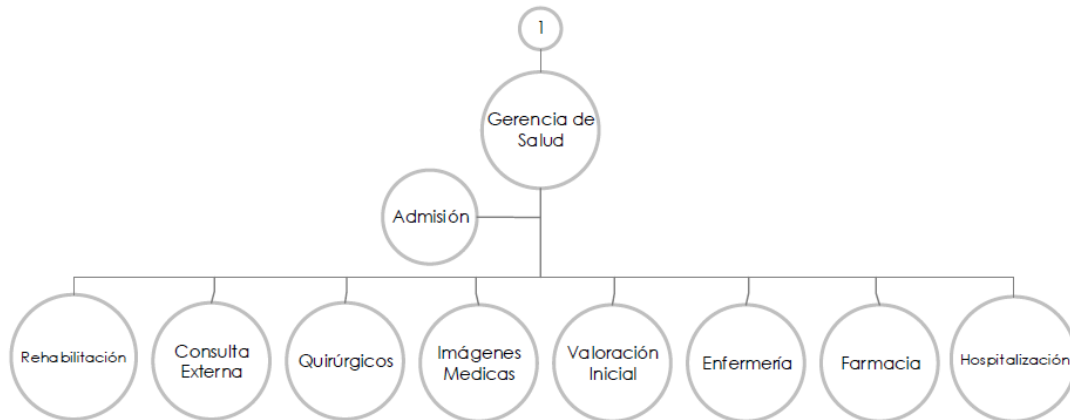 1
Gerencia de
Salud
Admisión
Rehabilitación
Consulta
Externa
Quirúrgicos
Imágenes
Medicas
Valoración
Inicial
Enfermería
Farmacia
Hospitalización